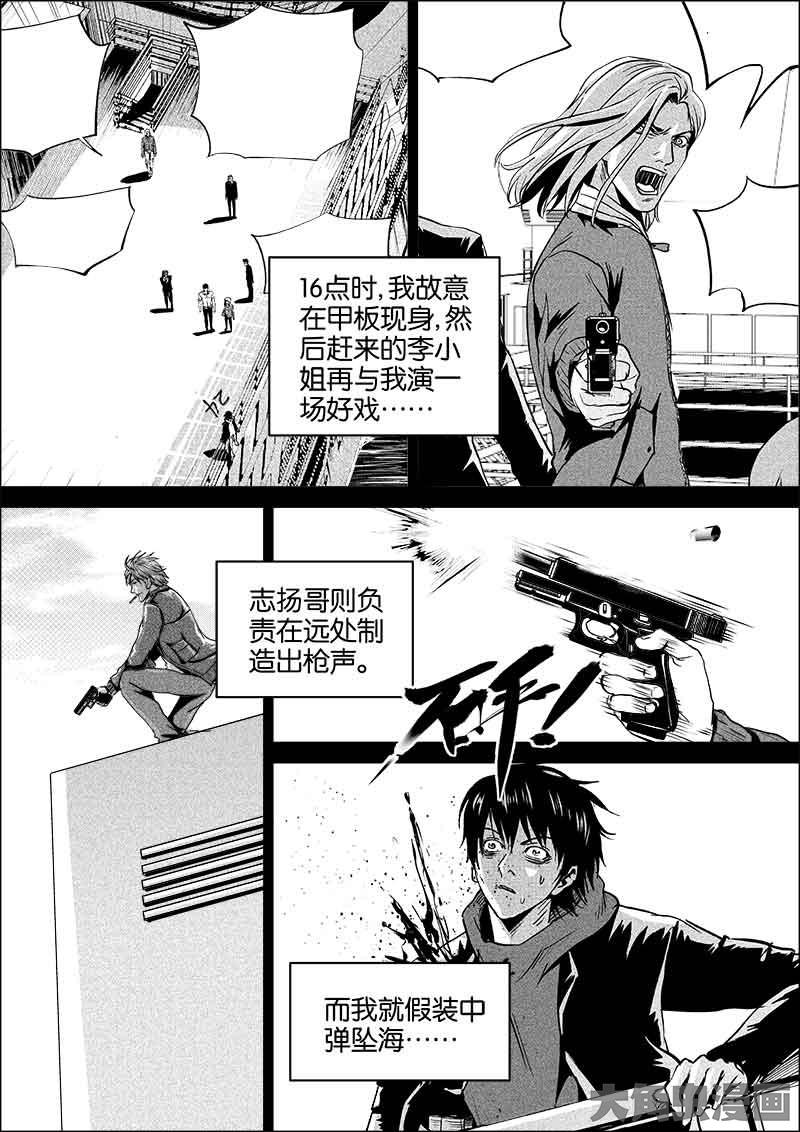 16点时,我故意
在甲板现身,然
后赶来的李小
姐再与我演一
场好戏……
志扬哥则负
责在远处制
造出枪声。
砰!
而我就假装中
弹坠海……
大角虫漫画